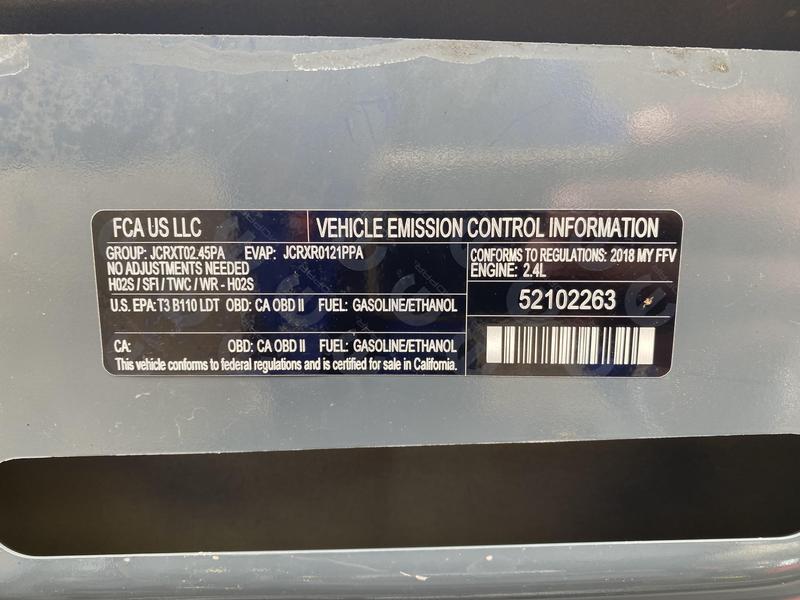 FCA US LLC VEHICLE EMISSION CONTROL INFORMATION
GROUP: JCRXT02.45PA EVAP: JCRXR0121PPA
NO ADJUSTMENTS NEEDED
H02S / SFI / TWC / WR - H02S
CONFORMS TO REGULATIONS: 2018 MY FFV
ENGINE: 2.4L
U.S. EPA: T3 B110 LDT OBD: CA OBD II FUEL: GASOLINE/ETHANOL
52102263
CA: OBD: CA OBD II FUEL: GASOLINE/ETHANOL
This vehicle conforms to federal regulations and is certified for sale in California.